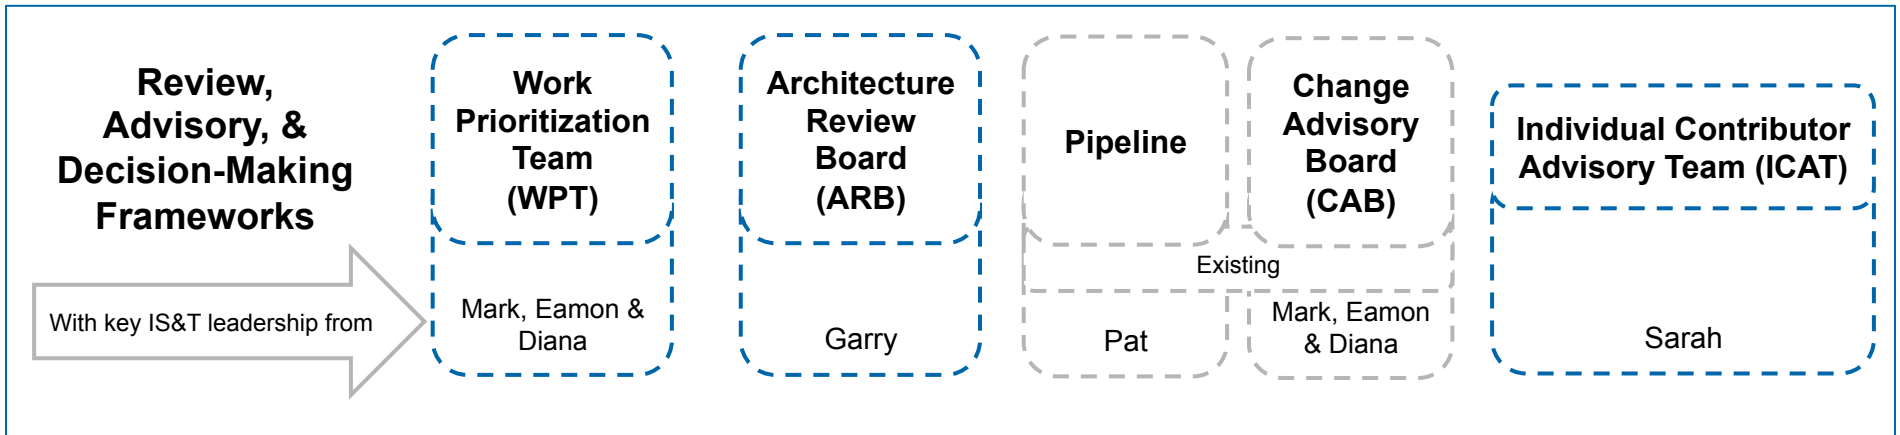 Review,
Advisory, &
Decision-Making
Frameworks
With key IS&T leadership from
Work
Prioritization
Team
(WPT)
Mark, Eamon &
Diana
Architecture
Review
Board
(ARB)
Garry
Pipeline
Existing
Pat
Change
Advisory
Board
(CAB)
Mark, Eamon
& Diana
Individual Contributor
Advisory Team (ICAT)
Sarah